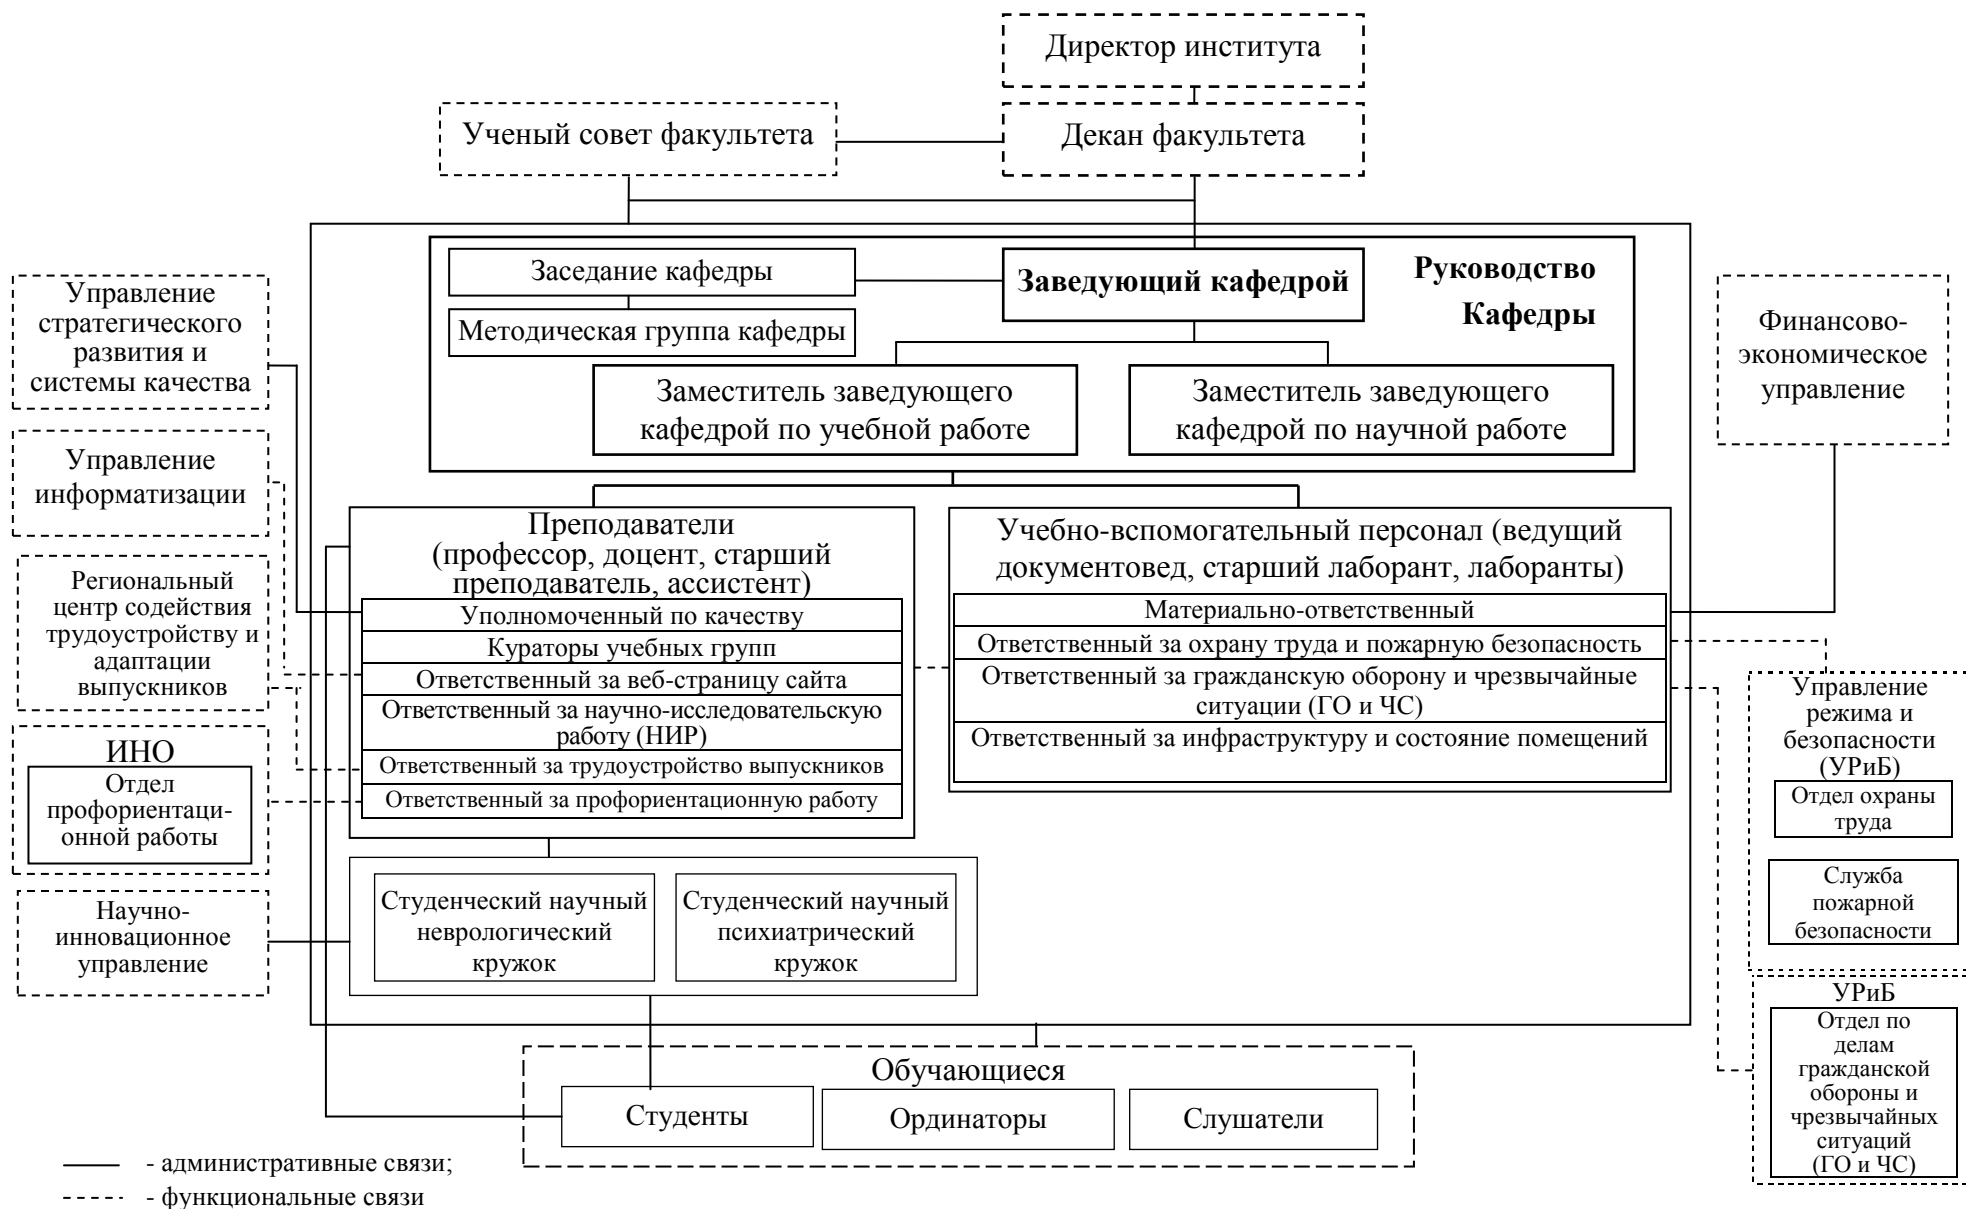 Директор института
Ученый совет факультета
Декан факультета
Заседание кафедры
Заведующий кафедрой
Руководство
Кафедры
Методическая группа кафедры
Заместитель заведующего
кафедрой по учебной работе
Заместитель заведующего
кафедрой по научной работе
Управление
стратегического
развития и
системы качества
Управление
информатизации
Региональный
центр содействия
трудоустройству и
адаптации
выпускников
ИНО
Отдел
профориентаци-
онной работы
Научно-
инновационное
управление
Преподаватели
(профессор, доцент, старший
преподаватель, ассистент)
Уполномоченный по качеству
Кураторы учебных групп
Ответственный за веб-страницу сайта
Ответственный за научно-исследовательскую
работу (НИР)
Ответственный за трудоустройство выпускников
Ответственный за профориентационную работу
Учебно-вспомогательный персонал (ведущий
документовед, старший лаборант, лаборанты)
Материально-ответственный
Ответственный за охрану труда и пожарную безопасность
Ответственный за гражданскую оборону и чрезвычайные
ситуации (ГО и ЧС)
Ответственный за инфраструктуру и состояние помещений
Финансово-
экономическое
управление
Управление
режима и
безопасности
(УРиБ)
Отдел охраны
труда
Служба
пожарной
безопасности
УРиБ
Отдел по
делам
гражданской
обороны и
чрезвычайных
ситуаций
(ГО и ЧС)
Студенческий научный
неврологический
кружок
Студенческий научный
психиатрический
кружок
Обучающиеся
Студенты
Ординаторы
Слушатели
- административные связи;
- функциональные связи